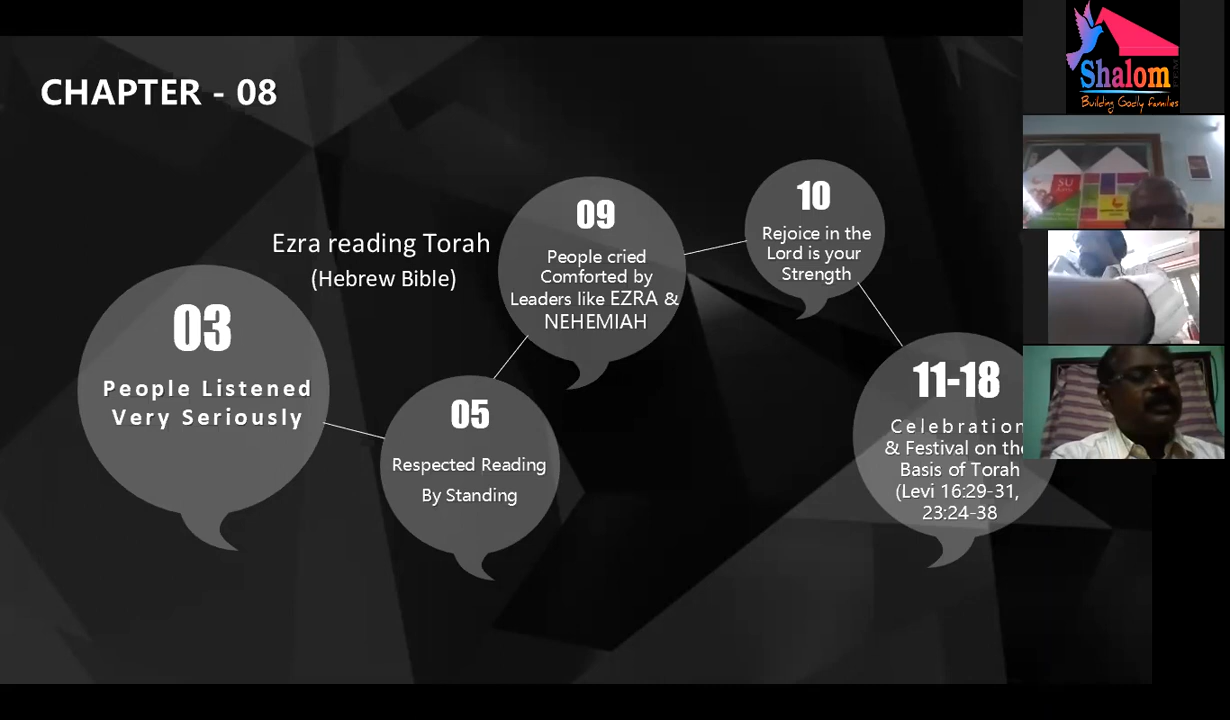 CHAPTER - 08
Ezra reading Torah
(Hebrew Bible)
03
People Listened
Very Seriously
05
Respected Reading
By Standing
09
People cried
Comforted by
Leaders like EZRA &
NEHEMIAH
10
Rejoice in the
Lord is your
Strength
11-18
Celebration
& Festival on the
Basis of Torah
(Levi 16:29-31,
23:24-38
Shalom
Building Godly families
SU